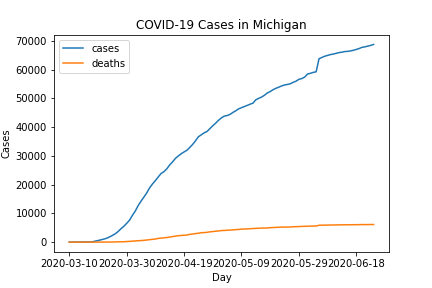 COVID-19 Cases in Michigan
cases
deaths
70000
60000
50000
40000
30000
20000
10000
0
Cases
2020-03-10 2020-03-30 2020-04-19 2020-05-09 2020-05-29 2020-06-18
Day